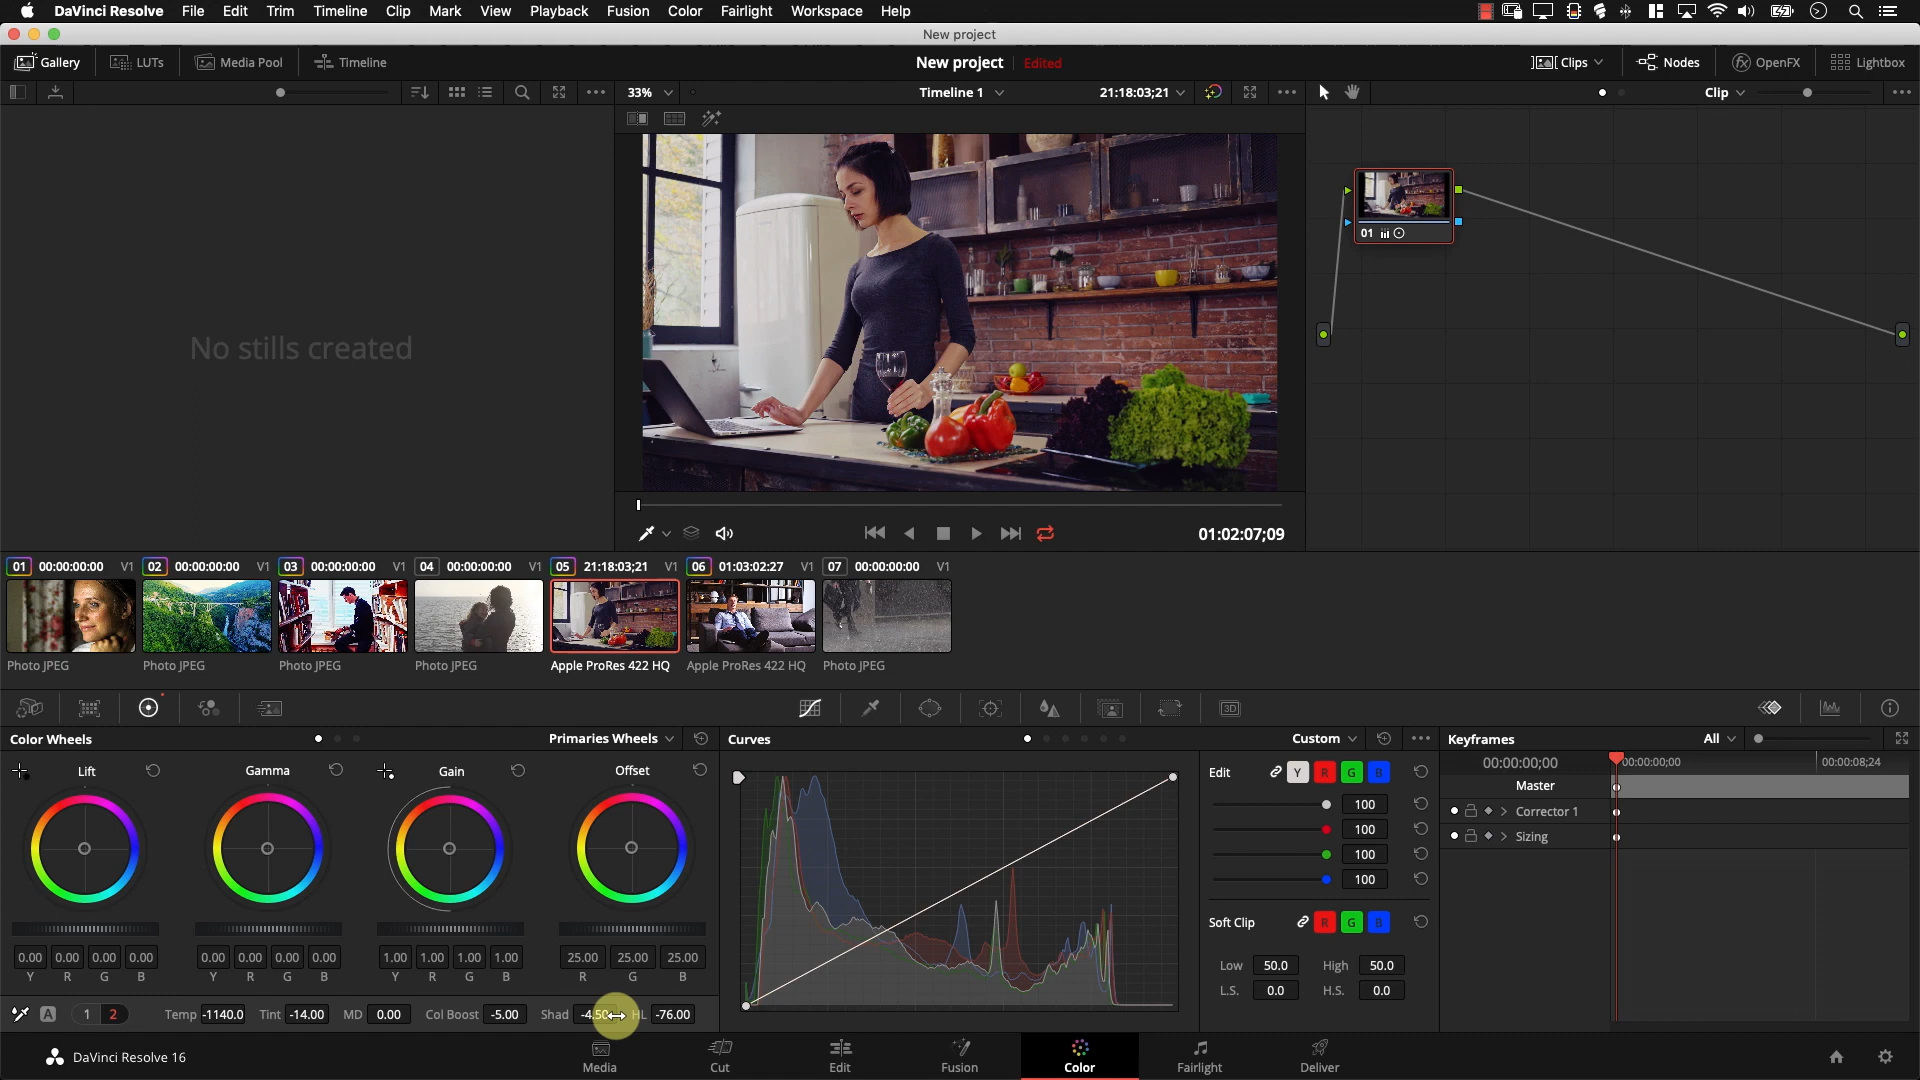 DaVinci Resolve File Edit Trim Timeline Clip Mark View Playback Fusion Color Fairlight Workspace Help
New project
Gallery LUTs Media Pool Timeline New project Edited Clips Nodes OpenFX Lightbox
33% Timeline 1 21:18:03;21 Clip
No stills created
01
01:02:07;09
01 00:00:00:00 V1 02 00:00:00:00 V1 03 00:00:00:00 V1 04 00:00:00:00 V1 05 21:18:03;21 V1 06 01:03:02:27 V1 07 00:00:00:00 V1
Photo JPEG Photo JPEG Photo JPEG Photo JPEG Apple ProRes 422 HQ Apple ProRes 422 HQ Photo JPEG
3D
Color Wheels Primaries Wheels Curves Custom Keyframes All
Lift Gamma Gain Offset
0.00 0.00 0.00 0.00 0.00 0.00 0.00 0.00 1.00 1.00 1.00 1.00 25.00 25.00 25.00
Y R G B Y R G B Y R G B R G B
A 1 2 Temp -1140.0 Tint -14.00 MD 0.00 Col Boost -5.00 Shad -4.50 HL -76.00
Edit Y R G B
100
100
100
100
Soft Clip R G B
Low 50.0 High 50.0
L.S. 0.0 H.S. 0.0
00:00:00;00 00:00:00;00 00:00:08;24
Master
Corrector 1
Sizing
DaVinci Resolve 16
Media Cut Edit Fusion Color Fairlight Deliver